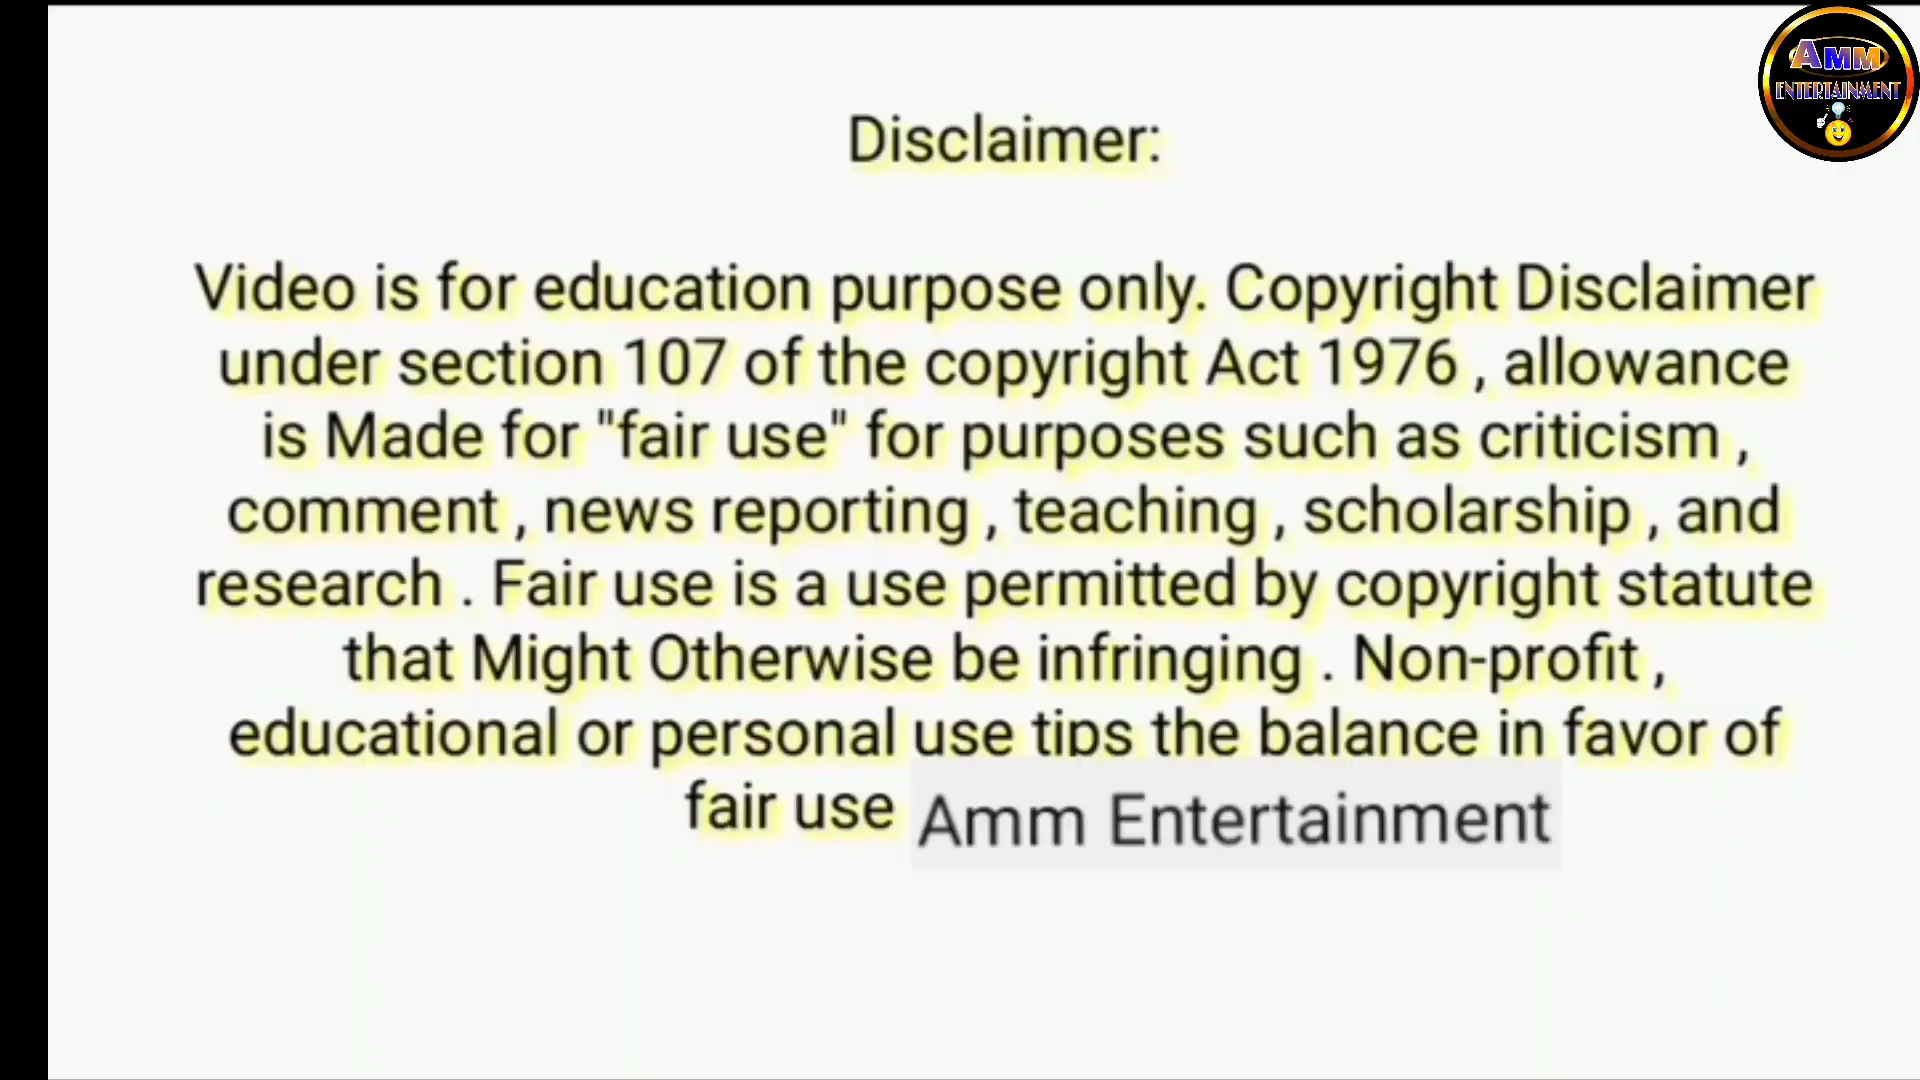 AMM
ENTERTAINMENT
Disclaimer:
Video is for education purpose only. Copyright Disclaimer
under section 107 of the copyright Act 1976 , allowance
is Made for "fair use" for purposes such as criticism ,
comment , news reporting , teaching , scholarship , and
research . Fair use is a use permitted by copyright statute
that Might Otherwise be infringing . Non-profit ,
educational or personal use tips the balance in favor of
fair use Amm Entertainment